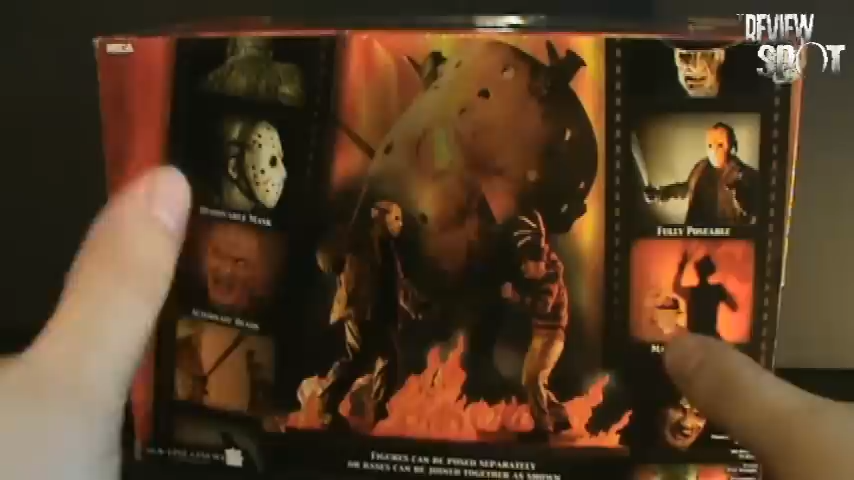 REVIEW
SPOT
NECA
REMOVABLE MASK
FULLY POSEABLE
ALTERNATE HEADS
FIGURES CAN BE POSED SEPARATELY
OR BASES CAN BE JOINED TOGETHER AS SHOWN